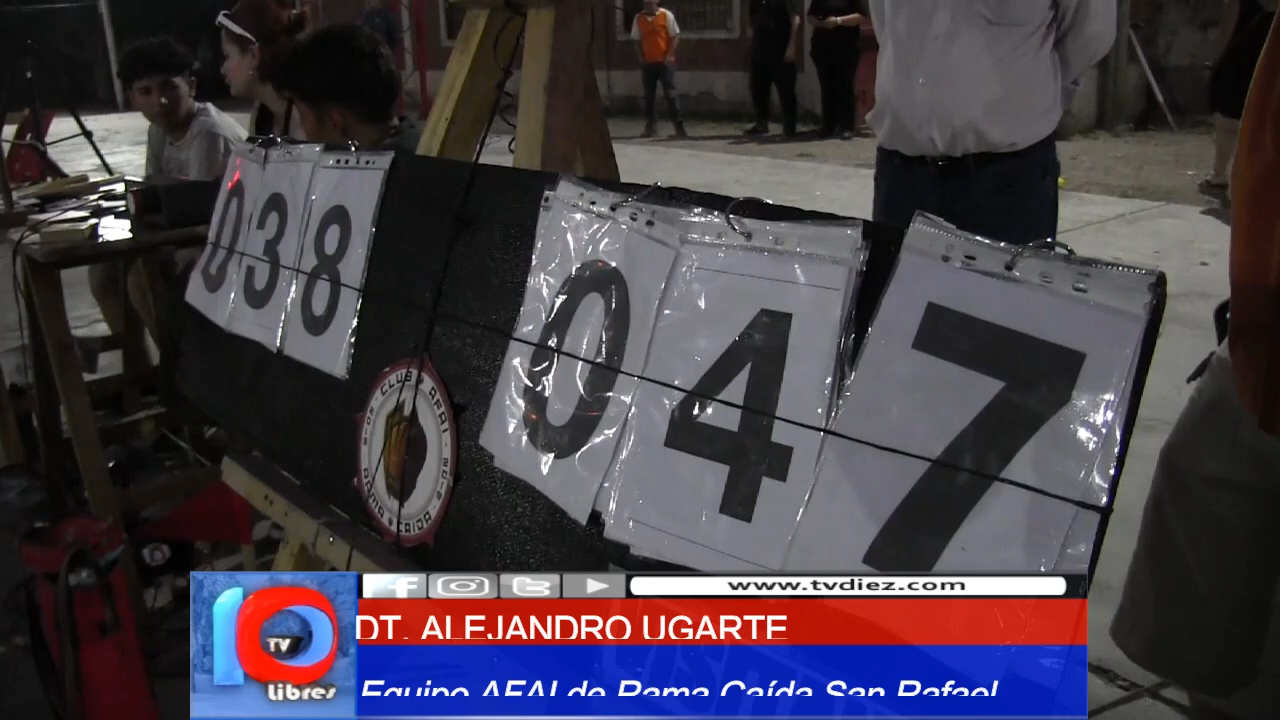 038
047
CLUB AFAI
RAMA CAIDA
www.tvdiez.com
10
TV
libres
DT. ALEJANDRO UGARTE
Equipo AFAI de Rama Caída San Rafael